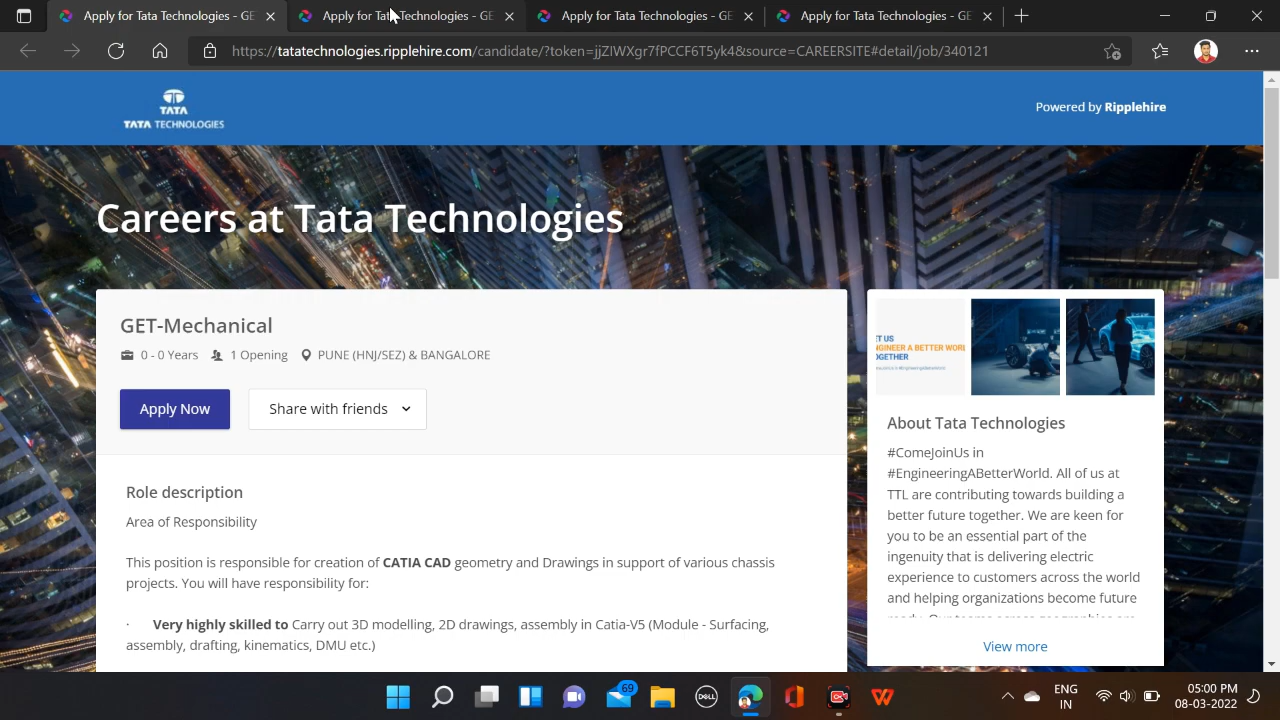 Apply for Tata Technologies - GE
Apply for Tata Technologies - GE
Apply for Tata Technologies - GE
Apply for Tata Technologies - GE
https://tatatechnologies.ripplehire.com/candidate/?token=jjZIWXgr7fPCCF6T5yk4&source=CAREERSITE#detail/job/340121
TATA
TATA TECHNOLOGIES
Powered by Ripplehire
Careers at Tata Technologies
GET-Mechanical
0 - 0 Years 1 Opening PUNE (HNJ/SEZ) & BANGALORE
Apply Now
Share with friends
Role description
Area of Responsibility
This position is responsible for creation of CATIA CAD geometry and Drawings in support of various chassis
projects. You will have responsibility for:
· Very highly skilled to Carry out 3D modelling, 2D drawings, assembly in Catia-V5 (Module - Surfacing,
assembly, drafting, kinematics, DMU etc.)
ET US
NGINEER A BETTER WORL
OGETHER
About Tata Technologies
#ComeJoinUs in
#EngineeringABetterWorld. All of us at
TTL are contributing towards building a
better future together. We are keen for
you to be an essential part of the
ingenuity that is delivering electric
experience to customers across the world
and helping organizations become future
View more
69
DELL
ENG
IN
05:00 PM
08-03-2022